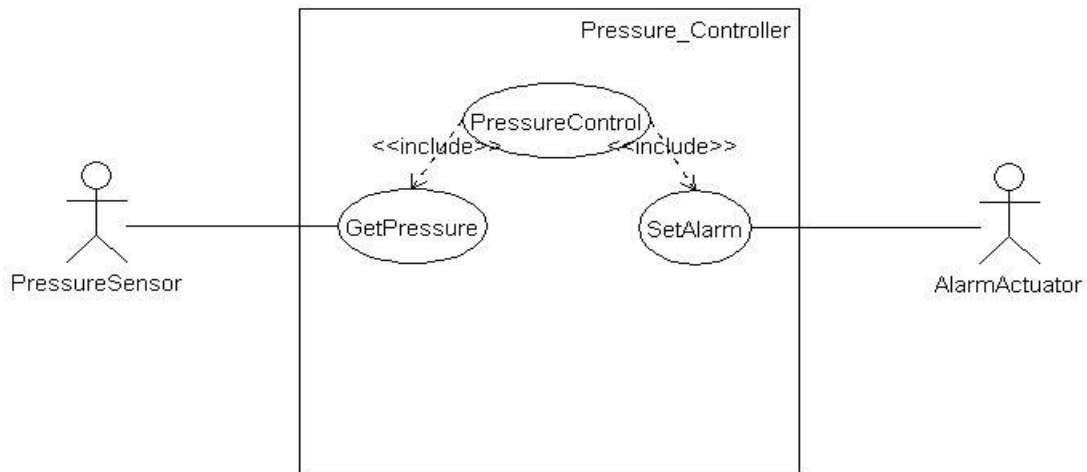 Pressure_Controller
PressureControl
<<include>>
<<include>>
GetPressure
SetAlarm
PressureSensor
AlarmActuator